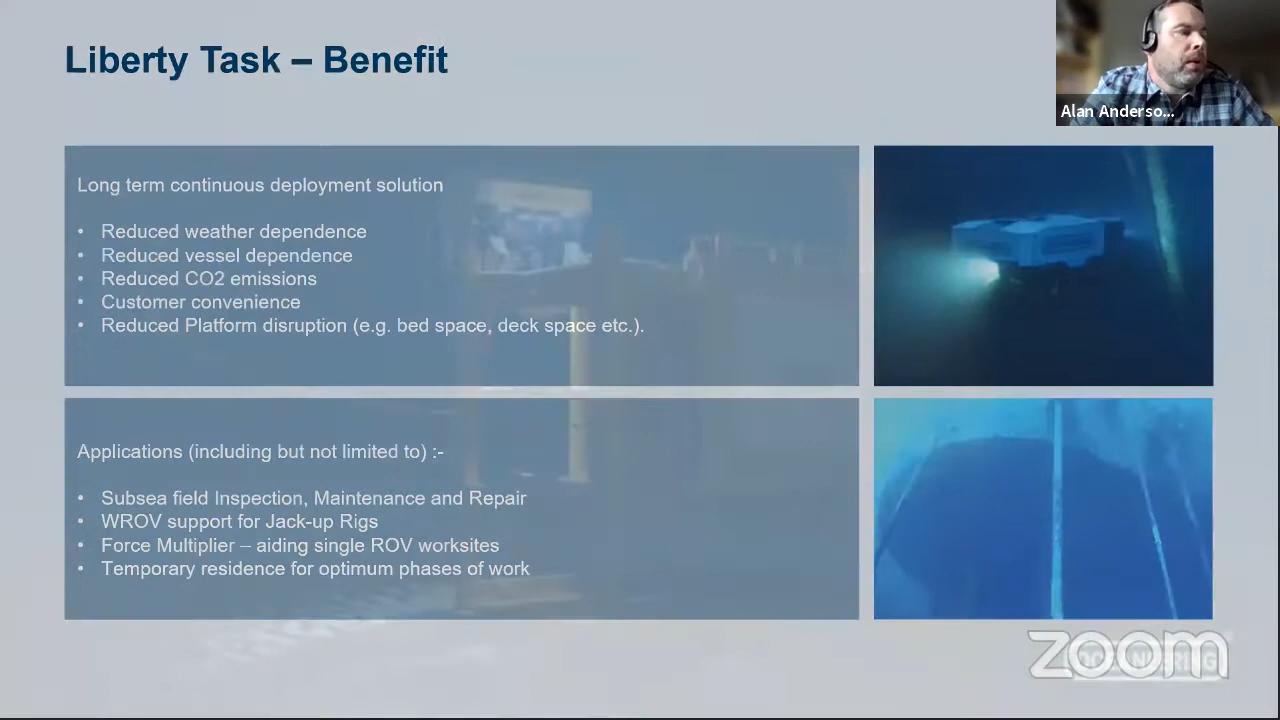 Liberty Task – Benefit
Alan Anderso...
Long term continuous deployment solution
• Reduced weather dependence
• Reduced vessel dependence
• Reduced CO2 emissions
• Customer convenience
• Reduced Platform disruption (e.g. bed space, deck space etc.).
Applications (including but not limited to) :-
• Subsea field Inspection, Maintenance and Repair
• WROV support for Jack-up Rigs
• Force Multiplier – aiding single ROV worksites
• Temporary residence for optimum phases of work
zoom